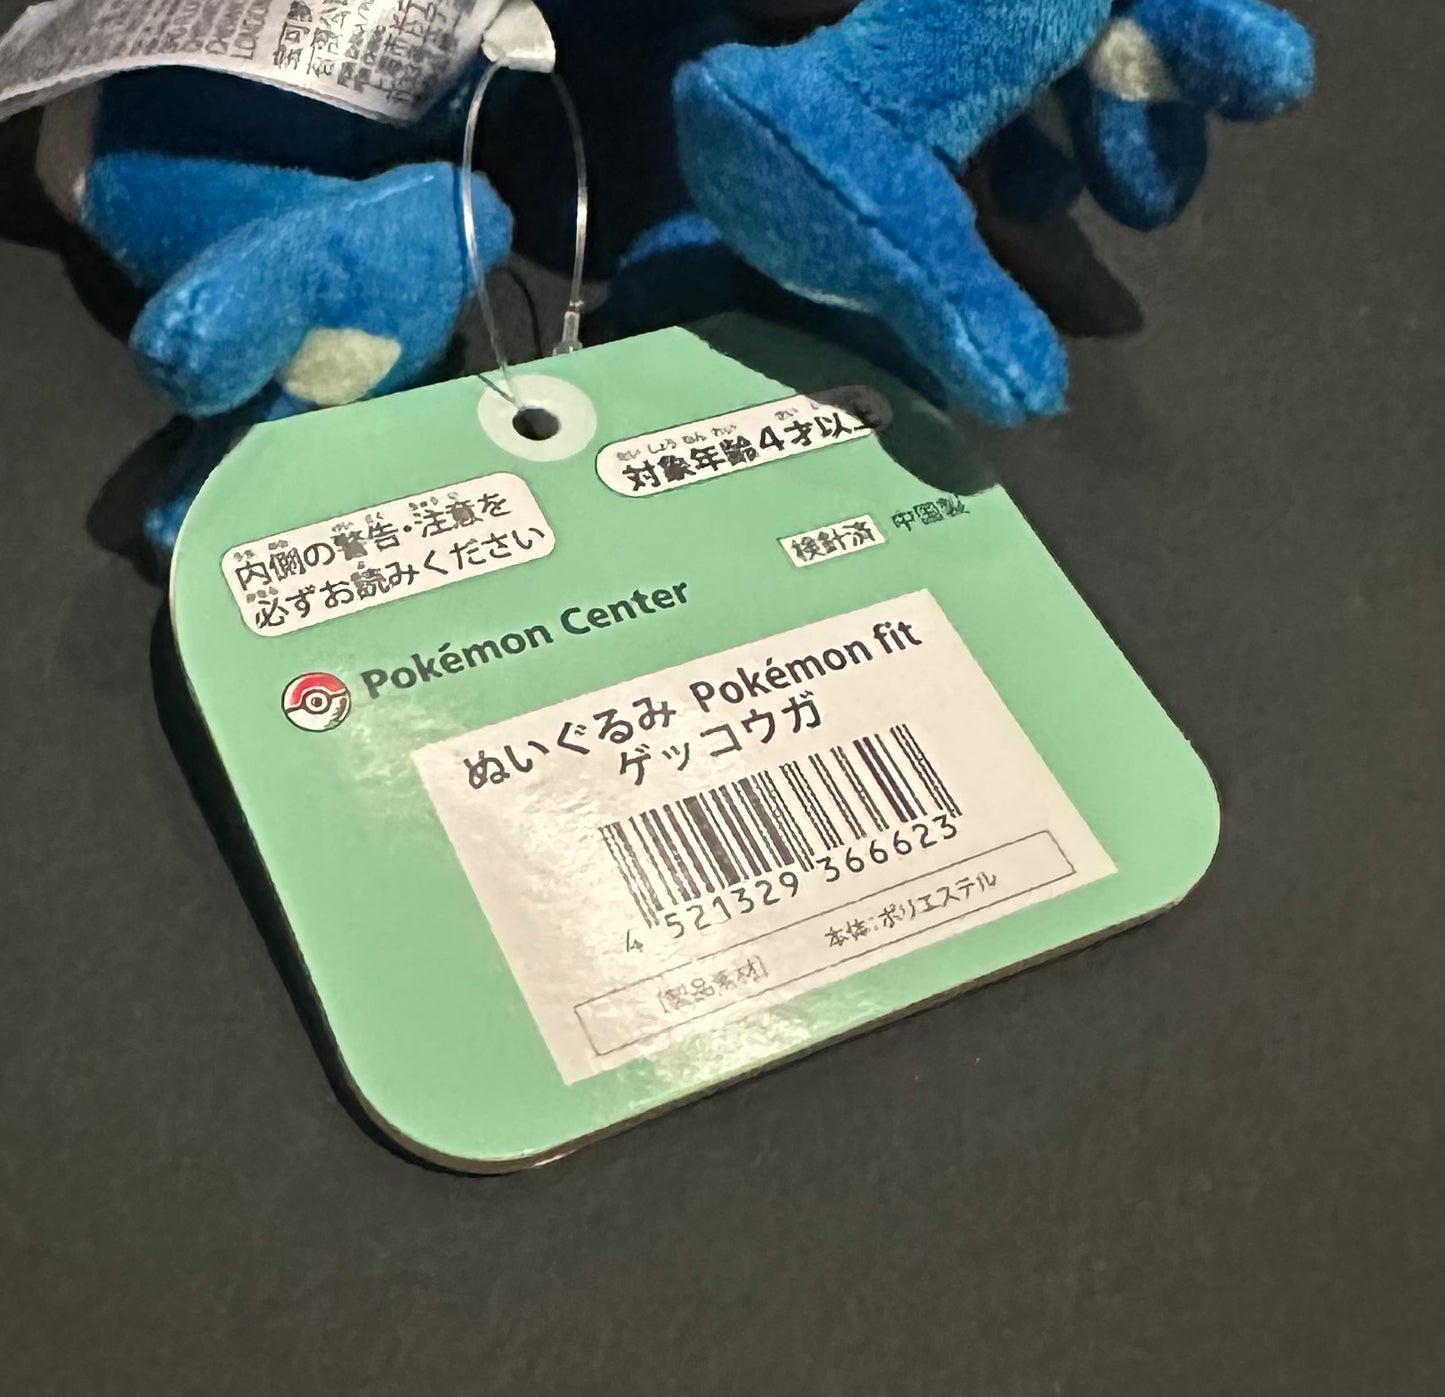 対象年齢4才以上
内側の警告・注意を
必ずお読みください
検針済 中国製
Pokémon Center
ぬいぐるみ Pokémon fit
ゲッコウガ
4 521329 366623
[製品素材] 本体:ポリエステル